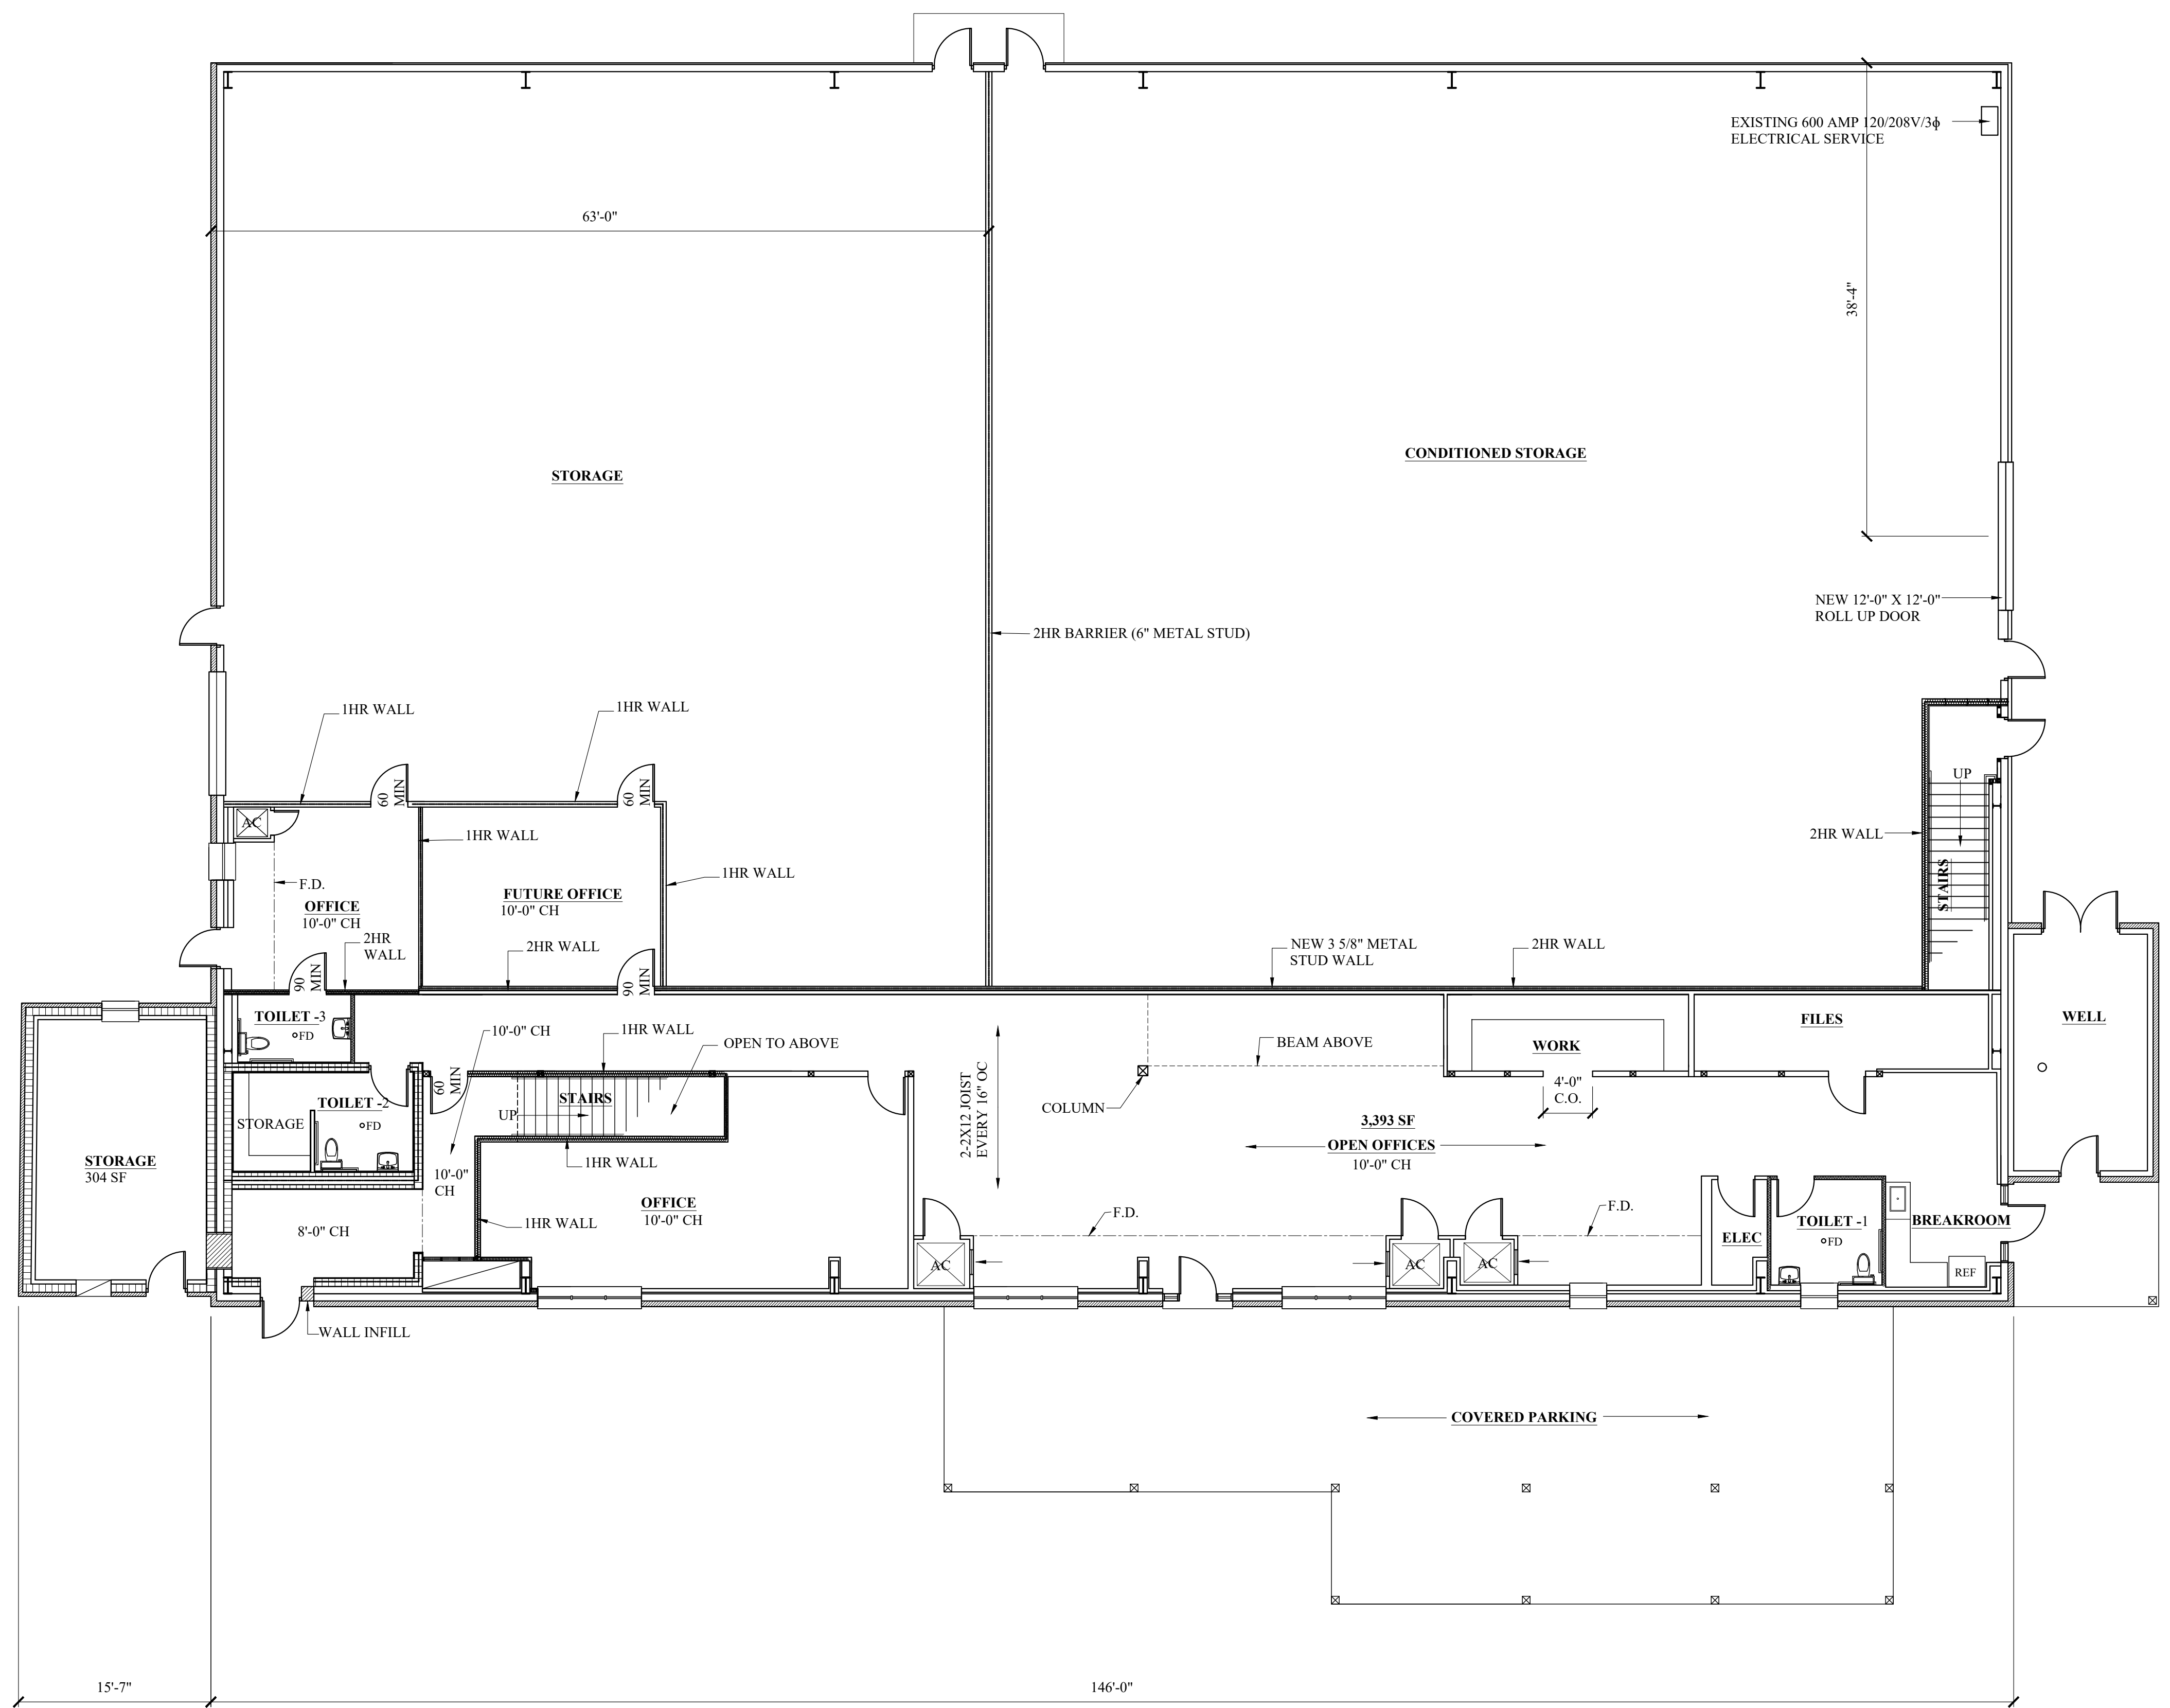 EXISTING 600 AMP 120/208V/3ϕ
ELECTRICAL SERVICE
63'-0"
38'-4"
CONDITIONED STORAGE
STORAGE
NEW 12'-0" X 12'-0"
ROLL UP DOOR
2HR BARRIER (6" METAL STUD)
1HR WALL
1HR WALL
60
MIN
60
MIN
UP
AC
1HR WALL
2HR WALL
1HR WALL
STAIRS
F.D.
OFFICE
10'-0" CH
FUTURE OFFICE
10'-0" CH
2HR
WALL
2HR WALL
NEW 3 5/8" METAL
STUD WALL
2HR WALL
90
MIN
90
MIN
TOILET -3
FD
10'-0" CH
1HR WALL
OPEN TO ABOVE
BEAM ABOVE
WORK
FILES
WELL
60
MIN
2-2X12 JOIST
EVERY 16" OC
COLUMN
4'-0"
C.O.
STAIRS
UP
TOILET -2
FD
STORAGE
3,393 SF
OPEN OFFICES
10'-0" CH
STORAGE
304 SF
1HR WALL
10'-0"
CH
OFFICE
10'-0" CH
1HR WALL
8'-0" CH
F.D.
F.D.
ELEC
TOILET -1
FD
BREAKROOM
AC
AC
AC
REF
WALL INFILL
COVERED PARKING
15'-7"
146'-0"